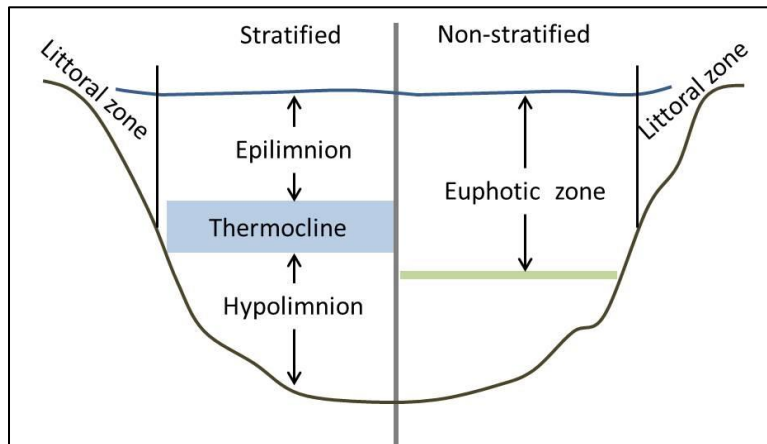 Stratified
Non-stratified
Littoral zone
Littoral zone
Epilimnion
Euphotic zone
Thermocline
Hypolimnion